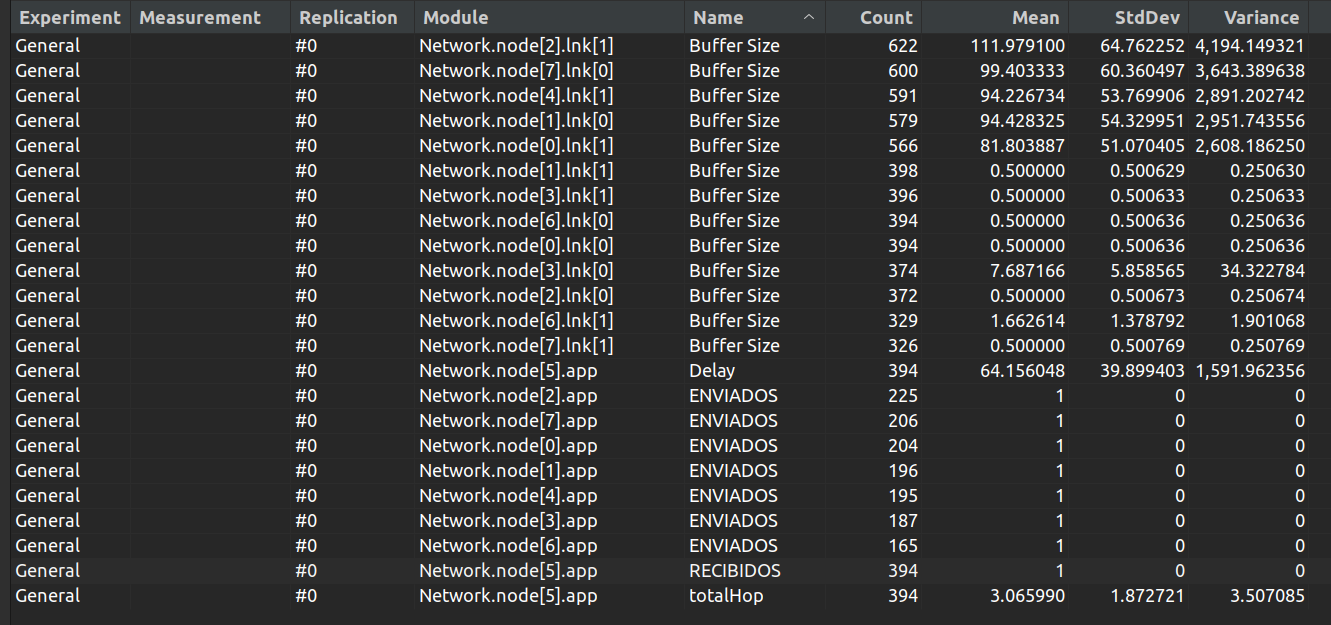 Experiment Measurement Replication Module Name Count Mean StdDev Variance
General #0 Network.node[2].lnk[1] Buffer Size 622 111.979100 64.762252 4,194.149321
General #0 Network.node[7].lnk[0] Buffer Size 600 99.403333 60.360497 3,643.389638
General #0 Network.node[4].lnk[1] Buffer Size 591 94.226734 53.769906 2,891.202742
General #0 Network.node[1].lnk[0] Buffer Size 579 94.428325 54.329951 2,951.743556
General #0 Network.node[0].lnk[1] Buffer Size 566 81.803887 51.070405 2,608.186250
General #0 Network.node[1].lnk[1] Buffer Size 398 0.500000 0.500629 0.250630
General #0 Network.node[3].lnk[1] Buffer Size 396 0.500000 0.500633 0.250633
General #0 Network.node[6].lnk[0] Buffer Size 394 0.500000 0.500636 0.250636
General #0 Network.node[0].lnk[0] Buffer Size 394 0.500000 0.500636 0.250636
General #0 Network.node[3].lnk[0] Buffer Size 374 7.687166 5.858565 34.322784
General #0 Network.node[2].lnk[0] Buffer Size 372 0.500000 0.500673 0.250674
General #0 Network.node[6].lnk[1] Buffer Size 329 1.662614 1.378792 1.901068
General #0 Network.node[7].lnk[1] Buffer Size 326 0.500000 0.500769 0.250769
General #0 Network.node[5].app Delay 394 64.156048 39.899403 1,591.962356
General #0 Network.node[2].app ENVIADOS 225 1 0 0
General #0 Network.node[7].app ENVIADOS 206 1 0 0
General #0 Network.node[0].app ENVIADOS 204 1 0 0
General #0 Network.node[1].app ENVIADOS 196 1 0 0
General #0 Network.node[4].app ENVIADOS 195 1 0 0
General #0 Network.node[3].app ENVIADOS 187 1 0 0
General #0 Network.node[6].app ENVIADOS 165 1 0 0
General #0 Network.node[5].app RECIBIDOS 394 1 0 0
General #0 Network.node[5].app totalHop 394 3.065990 1.872721 3.507085